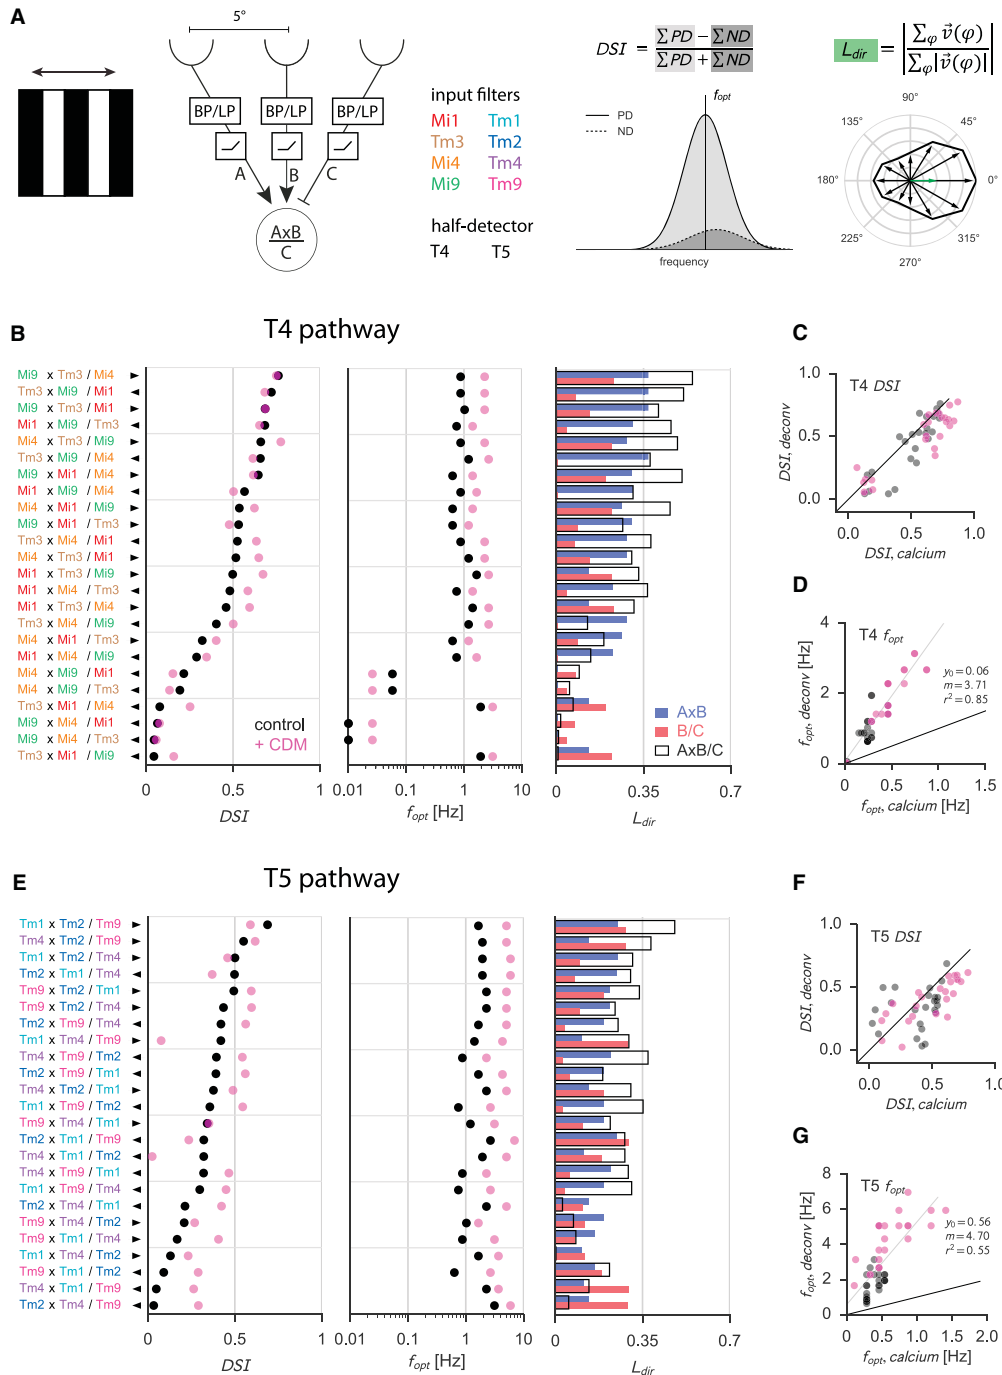 A
5°
BP/LP BP/LP BP/LP
A B C
AxB
C
input filters
Mi1 Tm1
Tm3 Tm2
Mi4 Tm4
Mi9 Tm9
half-detector
T4 T5
DSI = ∑PD − ∑ND
∑PD + ∑ND
f_opt
PD
ND
frequency
L_dir = | ∑_φ v⃗(φ) |
| ∑_φ |v⃗(φ)| |
90°
135° 45°
180° 0°
225° 315°
270°
B T4 pathway
Mi9 x Tm3 / Mi4 ►
Tm3 x Mi9 / Mi1 ◄
Mi9 x Tm3 / Mi1 ►
Mi1 x Mi9 / Tm3 ◄
Mi4 x Tm3 / Mi9 ►
Tm3 x Mi9 / Mi4 ◄
Mi9 x Mi1 / Mi4 ►
Mi1 x Mi9 / Mi4 ◄
Mi4 x Mi1 / Mi9 ►
Mi9 x Mi1 / Tm3 ►
Tm3 x Mi4 / Mi1 ◄
Mi4 x Tm3 / Mi1 ►
Mi1 x Tm3 / Mi9 ►
Mi1 x Mi4 / Tm3 ◄
Mi1 x Tm3 / Mi4 ►
Tm3 x Mi4 / Mi9 ◄
Mi4 x Mi1 / Tm3 ►
Mi1 x Mi4 / Mi9 ◄
Mi4 x Mi9 / Mi1 ►
Mi4 x Mi9 / Tm3 ►
Tm3 x Mi1 / Mi4 ◄
Mi9 x Mi4 / Mi1 ◄
Mi9 x Mi4 / Tm3 ◄
Tm3 x Mi1 / Mi9 ◄
control
+ CDM
0 0.5 1
DSI
0.01 0.1 1 10
f_opt [Hz]
AxB
B/C
AxB/C
0 0.35 0.7
L_dir
C
T4 DSI
1.0
0.5
0.0
DSI, deconv
0.0 0.5 1.0
DSI, calcium
D
T4 f_opt
y₀ = 0.06
m = 3.71
r² = 0.85
4
2
0
f_opt, deconv [Hz]
0 0.5 1.5
f_opt, calcium [Hz]
E T5 pathway
Tm1 x Tm2 / Tm9 ►
Tm4 x Tm2 / Tm9 ►
Tm1 x Tm2 / Tm4 ►
Tm2 x Tm1 / Tm4 ◄
Tm9 x Tm2 / Tm1 ►
Tm9 x Tm2 / Tm4 ►
Tm2 x Tm9 / Tm4 ◄
Tm1 x Tm4 / Tm9 ►
Tm4 x Tm9 / Tm2 ◄
Tm2 x Tm9 / Tm1 ◄
Tm4 x Tm2 / Tm1 ►
Tm1 x Tm9 / Tm2 ◄
Tm9 x Tm4 / Tm1 ►
Tm2 x Tm1 / Tm9 ◄
Tm4 x Tm1 / Tm2 ◄
Tm4 x Tm9 / Tm1 ◄
Tm1 x Tm9 / Tm4 ◄
Tm2 x Tm4 / Tm1 ◄
Tm9 x Tm4 / Tm2 ►
Tm9 x Tm1 / Tm4 ►
Tm1 x Tm4 / Tm2 ►
Tm9 x Tm1 / Tm2 ►
Tm4 x Tm1 / Tm9 ◄
Tm2 x Tm4 / Tm9 ◄
0 0.5 1
DSI
0.01 0.1 1 10
f_opt [Hz]
0 0.35 0.7
L_dir
F
T5 DSI
1.0
0.5
0.0
DSI, deconv
0.0 0.5 1.0
DSI, calcium
G
T5 f_opt
y₀ = 0.56
m = 4.70
r² = 0.55
8
6
4
2
0
f_opt, deconv [Hz]
0 0.5 1.0 1.5 2.0
f_opt, calcium [Hz]